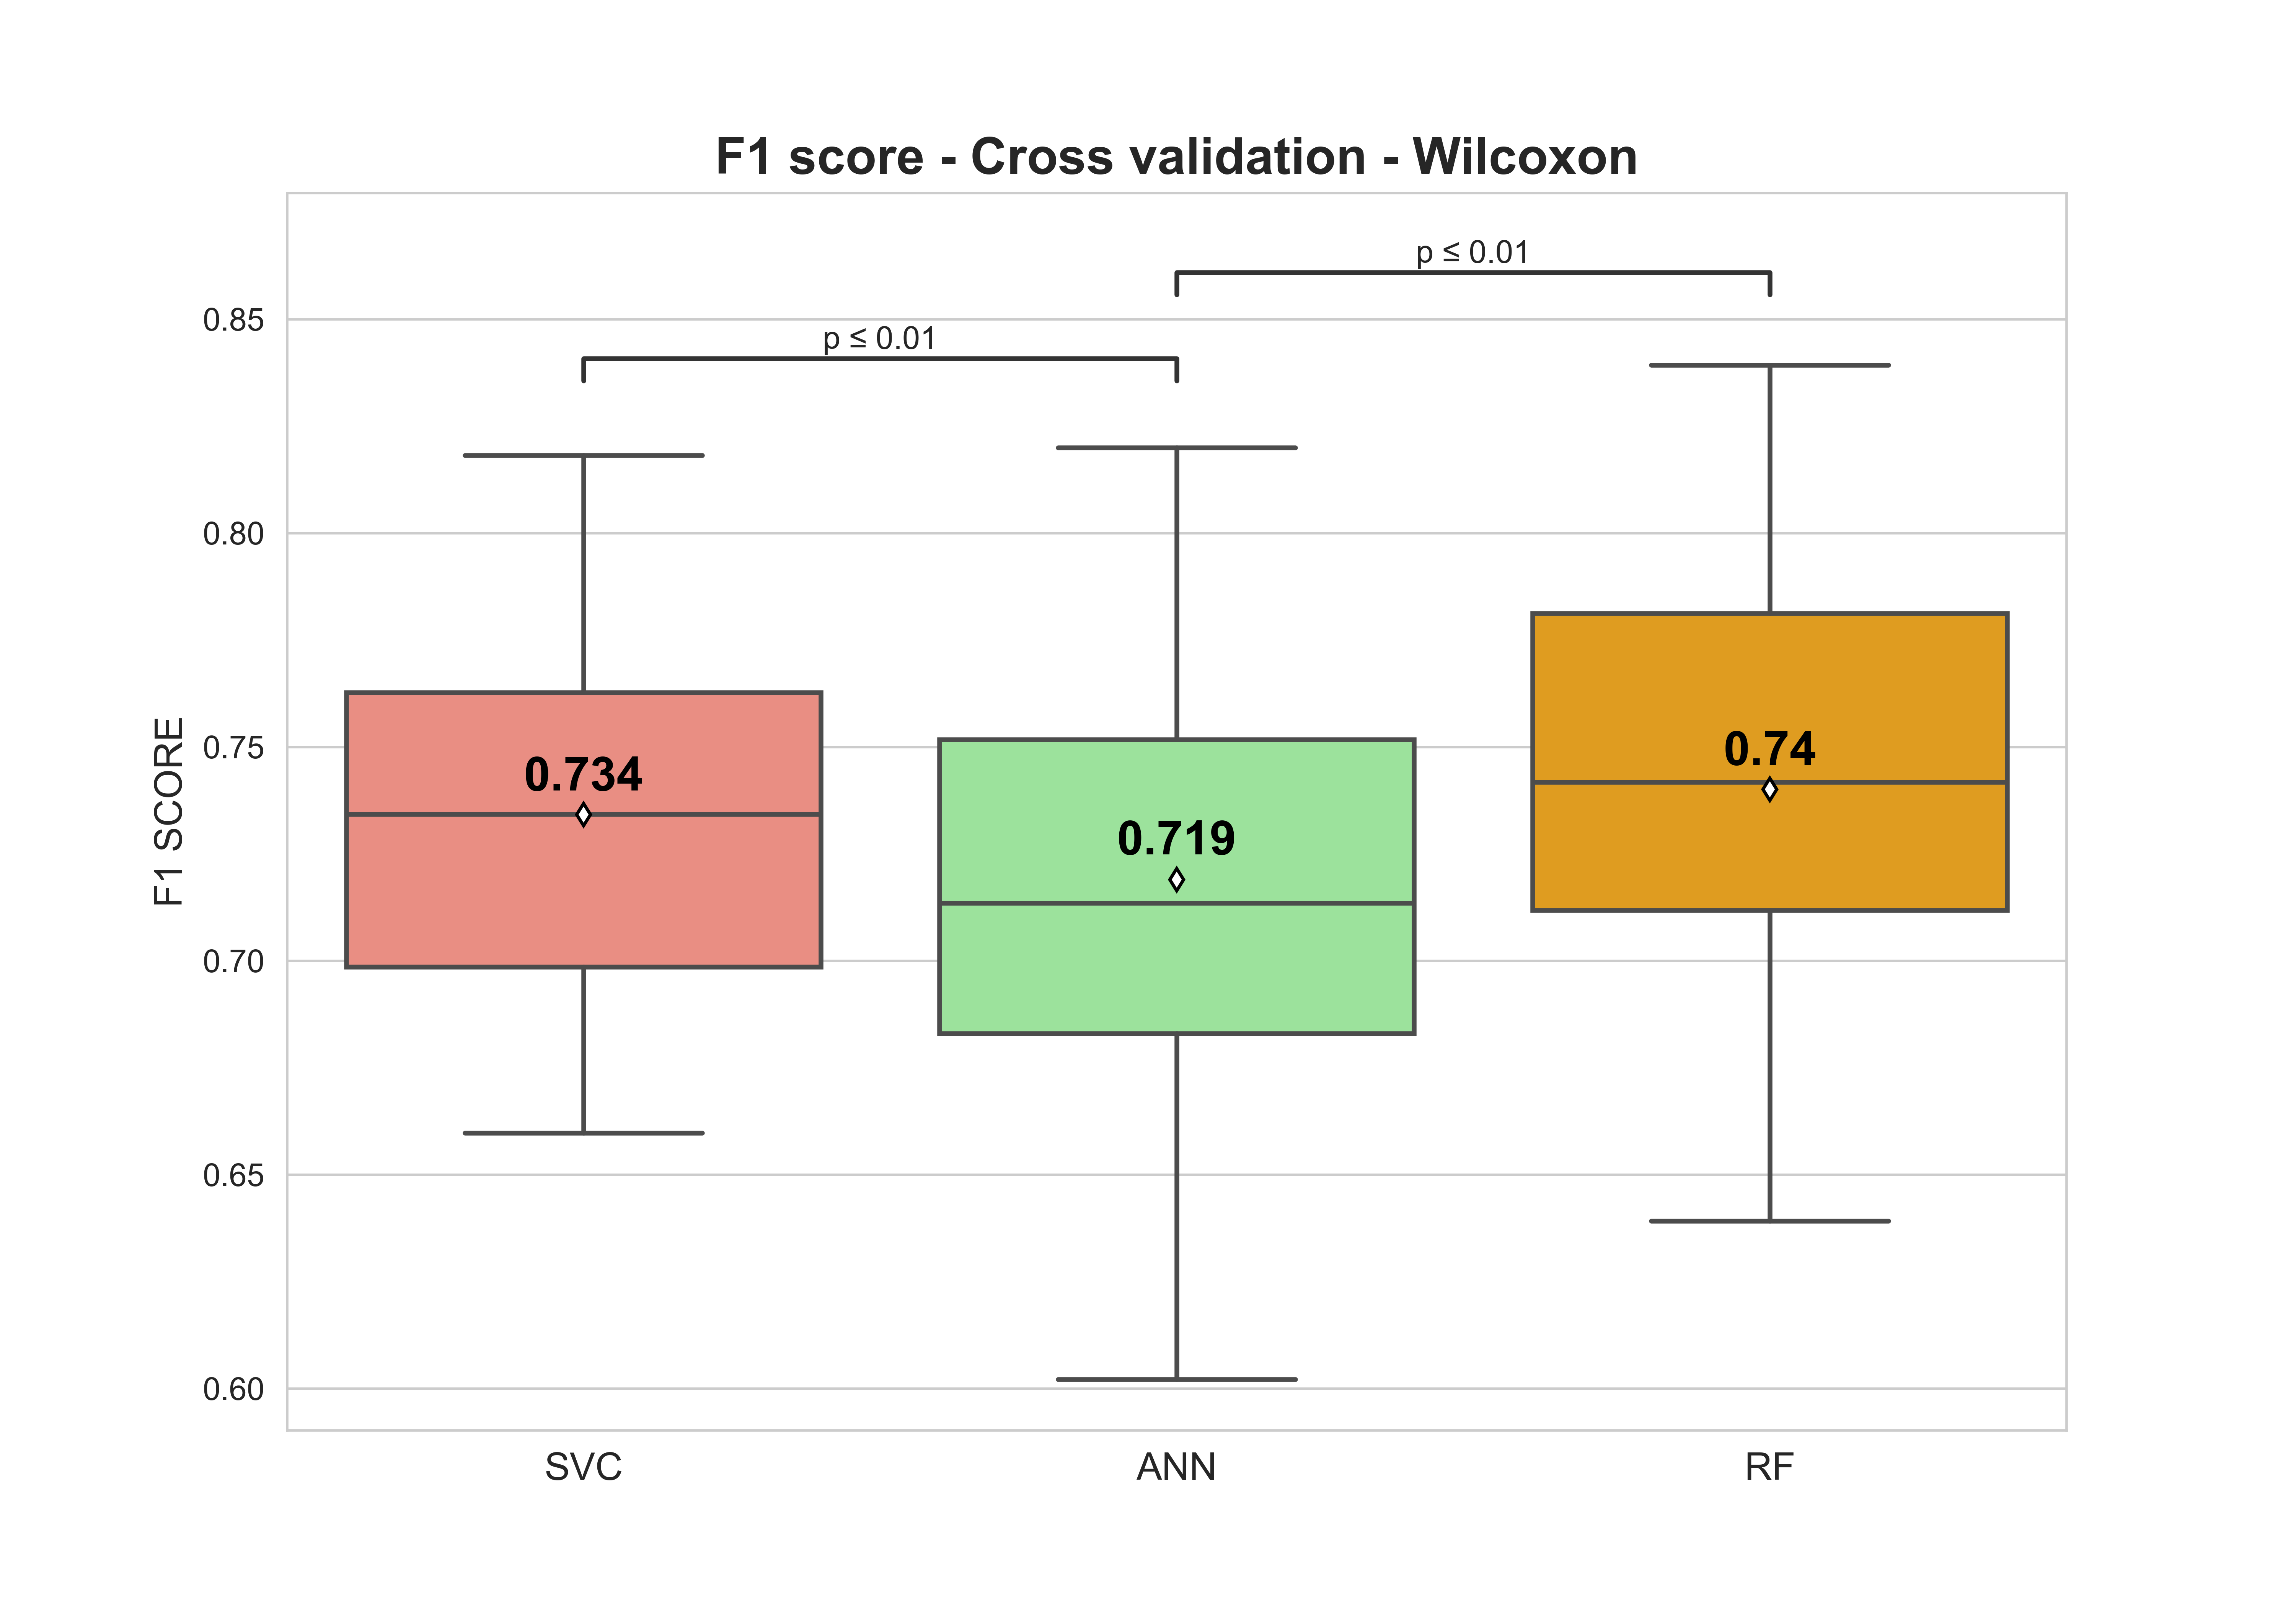 F1 score - Cross validation - Wilcoxon
p ≤ 0.01
p ≤ 0.01
0.85
0.80
0.75
0.70
0.65
0.60
F1 SCORE
0.734
0.719
0.74
SVC
ANN
RF